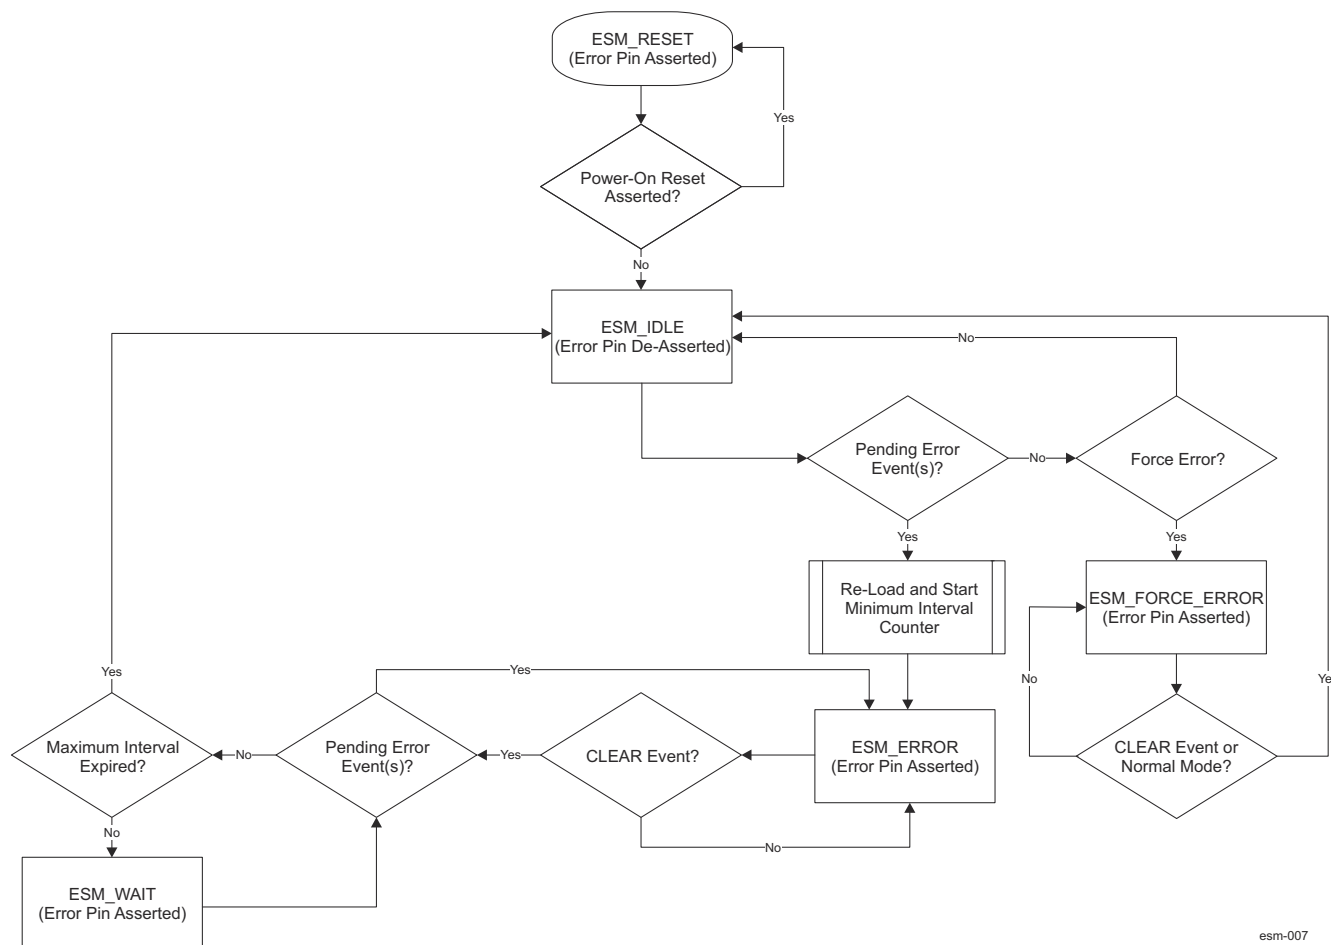 ESM_RESET
(Error Pin Asserted)
Yes
Power-On Reset
Asserted?
No
ESM_IDLE
(Error Pin De-Asserted)
No
Pending Error
Event(s)?
No
Force Error?
Yes
Yes
Re-Load and Start
Minimum Interval
Counter
ESM_FORCE_ERROR
(Error Pin Asserted)
Yes
Yes
No
Ye
Maximum Interval
Expired?
No
Pending Error
Event(s)?
Yes
CLEAR Event?
ESM_ERROR
(Error Pin Asserted)
CLEAR Event or
Normal Mode?
No
No
ESM_WAIT
(Error Pin Asserted)
esm-007